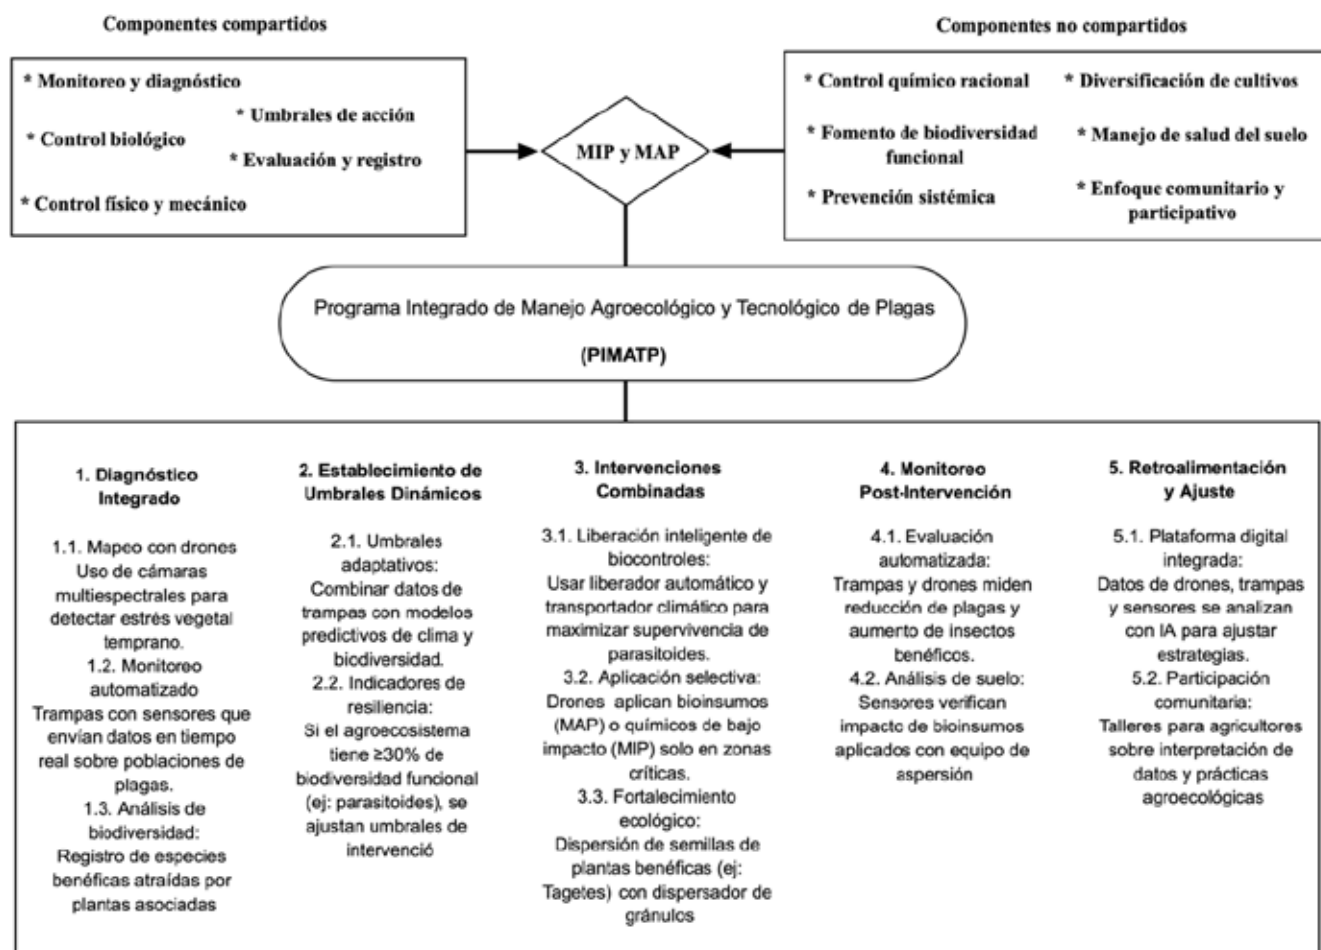 Componentes compartidos
* Monitoreo y diagnóstico
* Umbrales de acción
* Control biológico
* Evaluación y registro
* Control físico y mecánico
MIP y MAP
Componentes no compartidos
* Control químico racional
* Diversificación de cultivos
* Fomento de biodiversidad
funcional
* Manejo de salud del suelo
* Prevención sistémica
* Enfoque comunitario y
participativo
Programa Integrado de Manejo Agroecológico y Tecnológico de Plagas
(PIMATP)
1. Diagnóstico
Integrado
1.1. Mapeo con drones
Uso de cámaras
multiespectrales para
detectar estrés vegetal
temprano.
1.2. Monitoreo
automatizado
Trampas con sensores que
envían datos en tiempo
real sobre poblaciones de
plagas.
1.3. Análisis de
biodiversidad:
Registro de especies
benéficas atraídas por
plantas asociadas
2. Establecimiento de
Umbrales Dinámicos
2.1. Umbrales
adaptativos:
Combinar datos de
trampas con modelos
predictivos de clima y
biodiversidad.
2.2. Indicadores de
resiliencia:
Si el agroecosistema
tiene ≥30% de
biodiversidad funcional
(ej: parasitoides), se
ajustan umbrales de
intervenció
3. Intervenciones
Combinadas
3.1. Liberación inteligente de
biocontroles:
Usar liberador automático y
transportador climático para
maximizar supervivencia de
parasitoides.
3.2. Aplicación selectiva:
Drones aplican bioinsumos
(MAP) o químicos de bajo
impacto (MIP) solo en zonas
críticas.
3.3. Fortalecimiento
ecológico:
Dispersión de semillas de
plantas benéficas (ej:
Tagetes) con dispersador de
gránulos
4. Monitoreo
Post-Intervención
4.1. Evaluación
automatizada:
Trampas y drones miden
reducción de plagas y
aumento de insectos
benéficos.
4.2. Análisis de suelo:
Sensores verifican
impacto de bioinsumos
aplicados con equipo de
aspersión
5. Retroalimentación
y Ajuste
5.1. Plataforma digital
integrada:
Datos de drones, trampas
y sensores se analizan
con IA para ajustar
estrategias.
5.2. Participación
comunitaria:
Talleres para agricultores
sobre interpretación de
datos y prácticas
agroecológicas